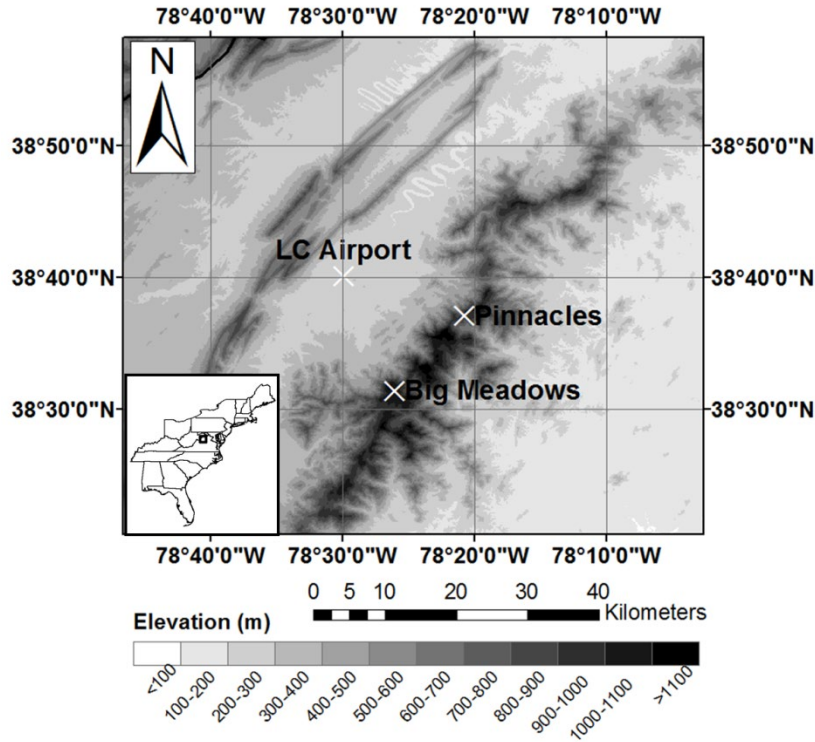 78°40'0"W 78°30'0"W 78°20'0"W 78°10'0"W
N
38°50'0"N 38°50'0"N
LC Airport
38°40'0"N 38°40'0"N
Pinnacles
Big Meadows
38°30'0"N 38°30'0"N
78°40'0"W 78°30'0"W 78°20'0"W 78°10'0"W
0 5 10 20 30 40
Kilometers
Elevation (m)
<100 100-200 200-300 300-400 400-500 500-600 600-700 700-800 800-900 900-1000 1000-1100 >1100